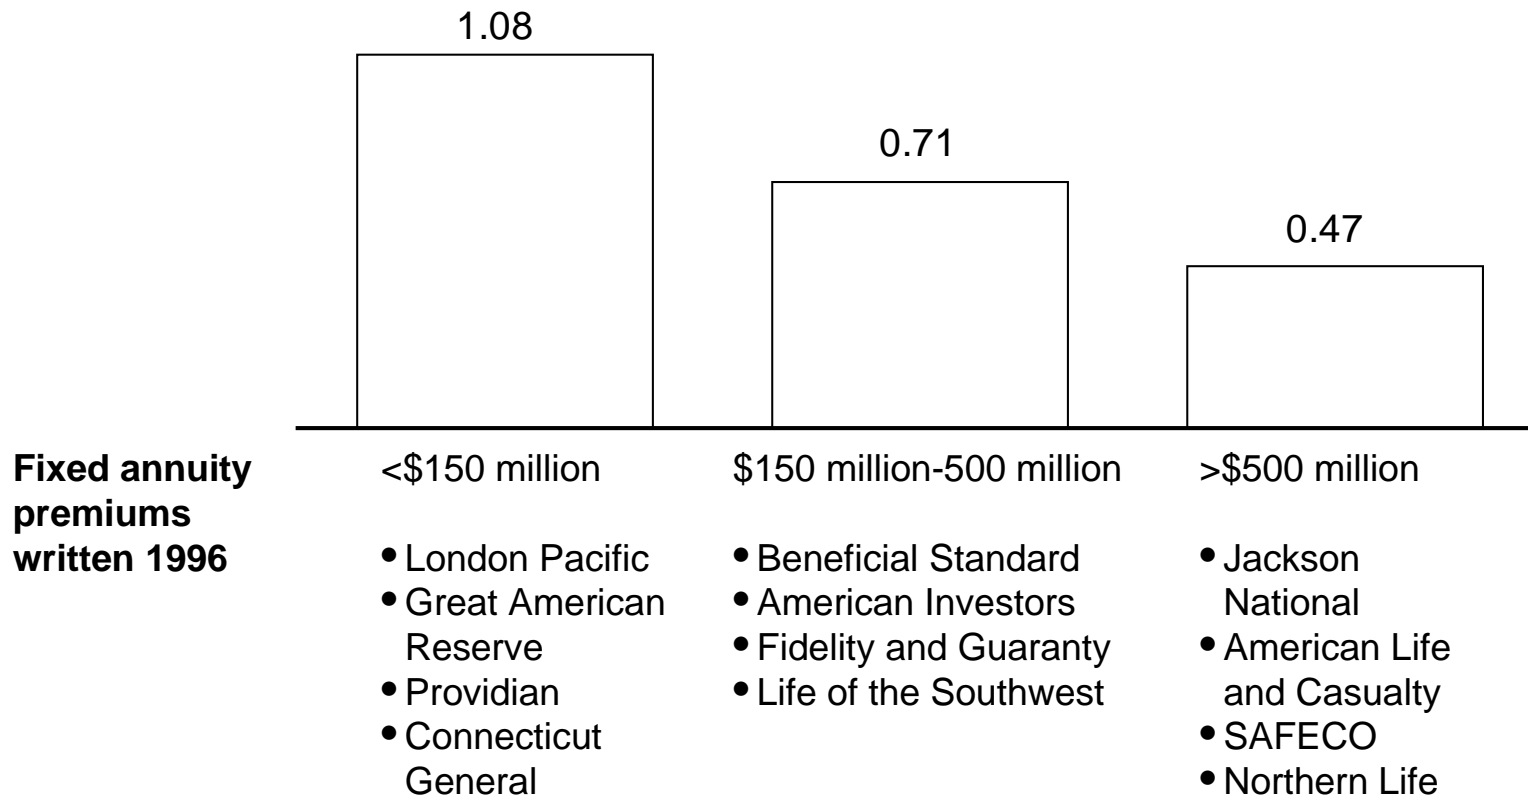 1.08
0.71
0.47
Fixed annuity
premiums
written 1996
<$150 million
• London Pacific
• Great American
Reserve
• Providian
• Connecticut
General
$150 million-500 million
• Beneficial Standard
• American Investors
• Fidelity and Guaranty
• Life of the Southwest
>$500 million
• Jackson
National
• American Life
and Casualty
• SAFECO
• Northern Life